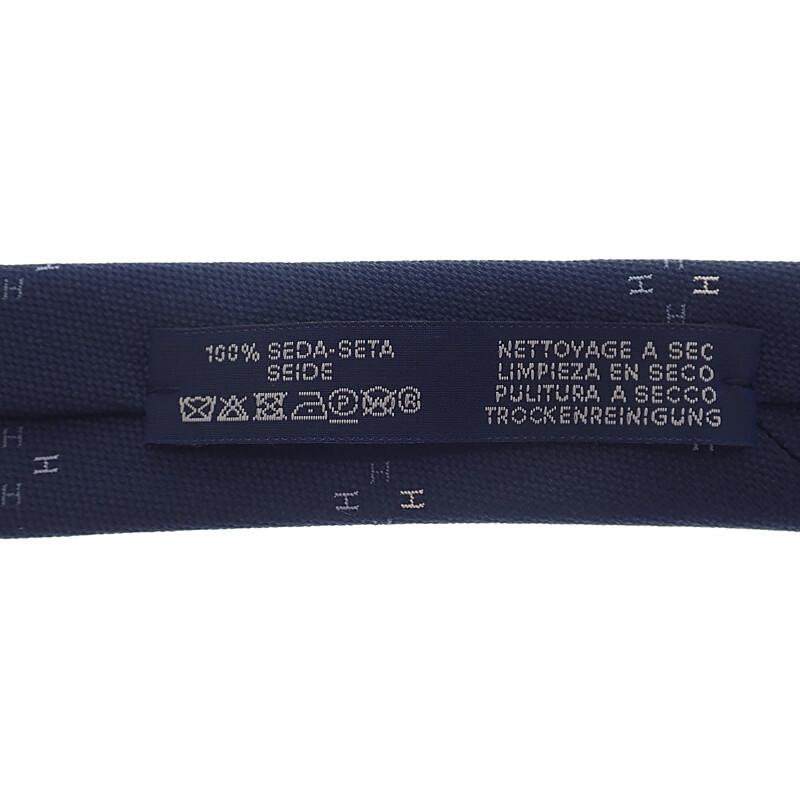 100% SEDA-SETA
SEIDE
P W ®
NETTOYAGE A SEC
LIMPIEZA EN SECO
PULITURA A SECCO
TROCKENREINIGUNG
H H H H H H H H H